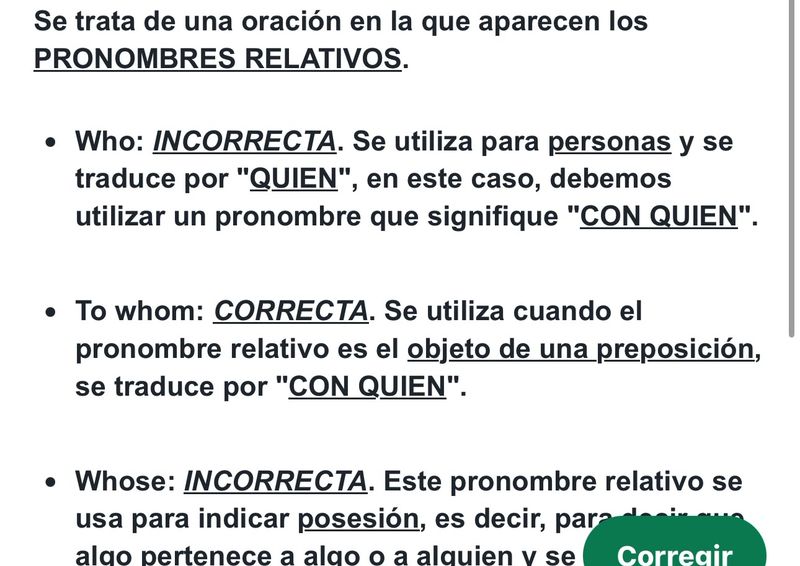 Se trata de una oración en la que aparecen los
PRONOMBRES RELATIVOS.
• Who: INCORRECTA. Se utiliza para personas y se
traduce por "QUIEN", en este caso, debemos
utilizar un pronombre que signifique "CON QUIEN".
• To whom: CORRECTA. Se utiliza cuando el
pronombre relativo es el objeto de una preposición,
se traduce por "CON QUIEN".
• Whose: INCORRECTA. Este pronombre relativo se
usa para indicar posesión, es decir, para decir que
algo pertenece a algo o a alguien y se
Corregir